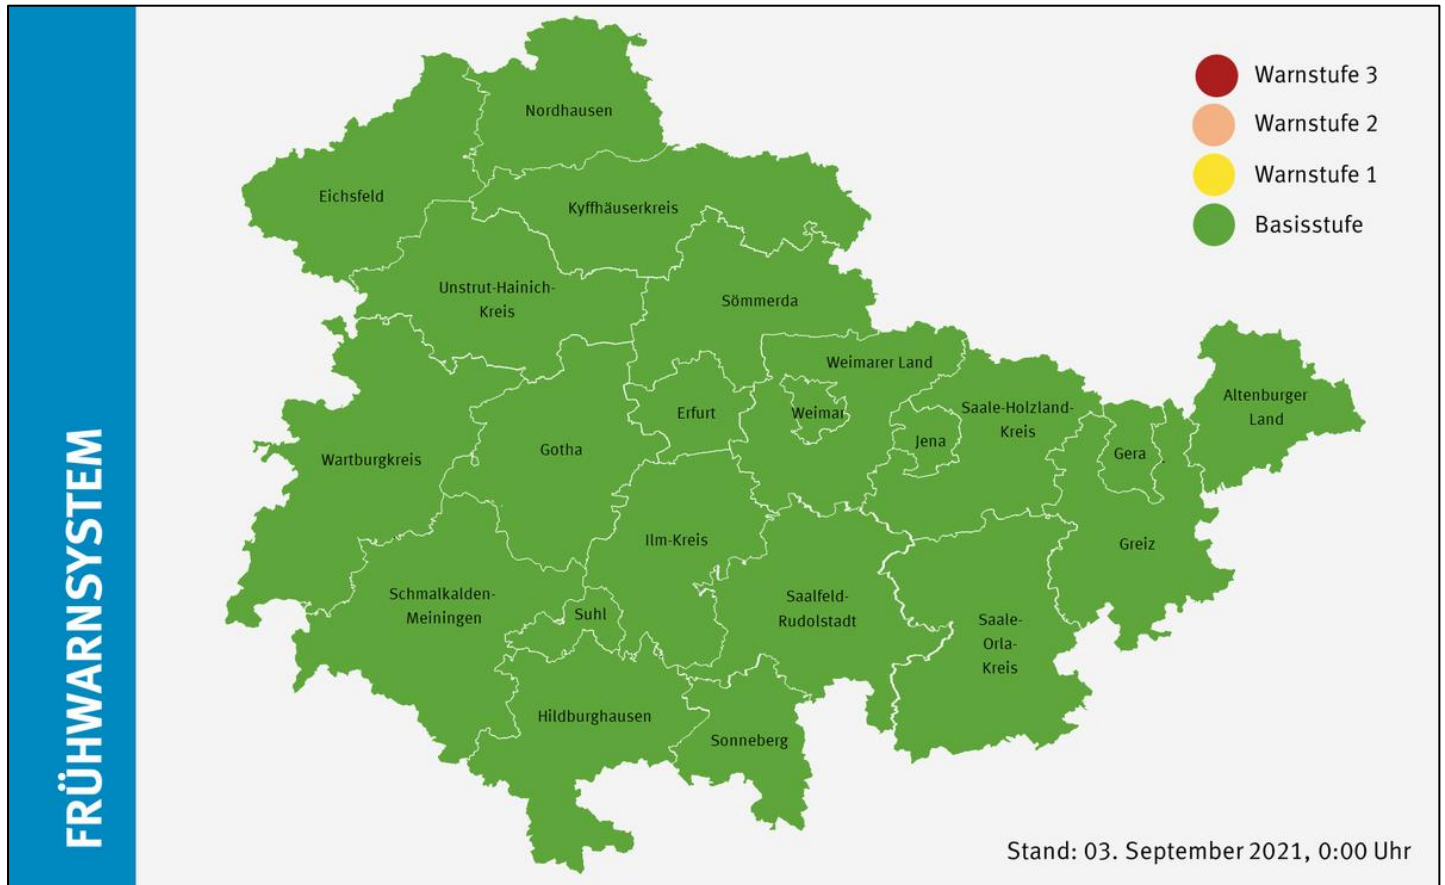 FRÜHWARNSYSTEM
Warnstufe 3
Warnstufe 2
Warnstufe 1
Basisstufe
Nordhausen
Eichsfeld
Kyffhäuserkreis
Unstrut-Hainich-
Kreis
Sömmerda
Weimarer Land
Altenburger
Land
Erfurt
Weimar
Saale-Holzland-
Kreis
Jena
Gera
Wartburgkreis
Gotha
Ilm-Kreis
Greiz
Schmalkalden-
Meiningen
Suhl
Saalfeld-
Rudolstadt
Saale-
Orla-
Kreis
Hildburghausen
Sonneberg
Stand: 03. September 2021, 0:00 Uhr